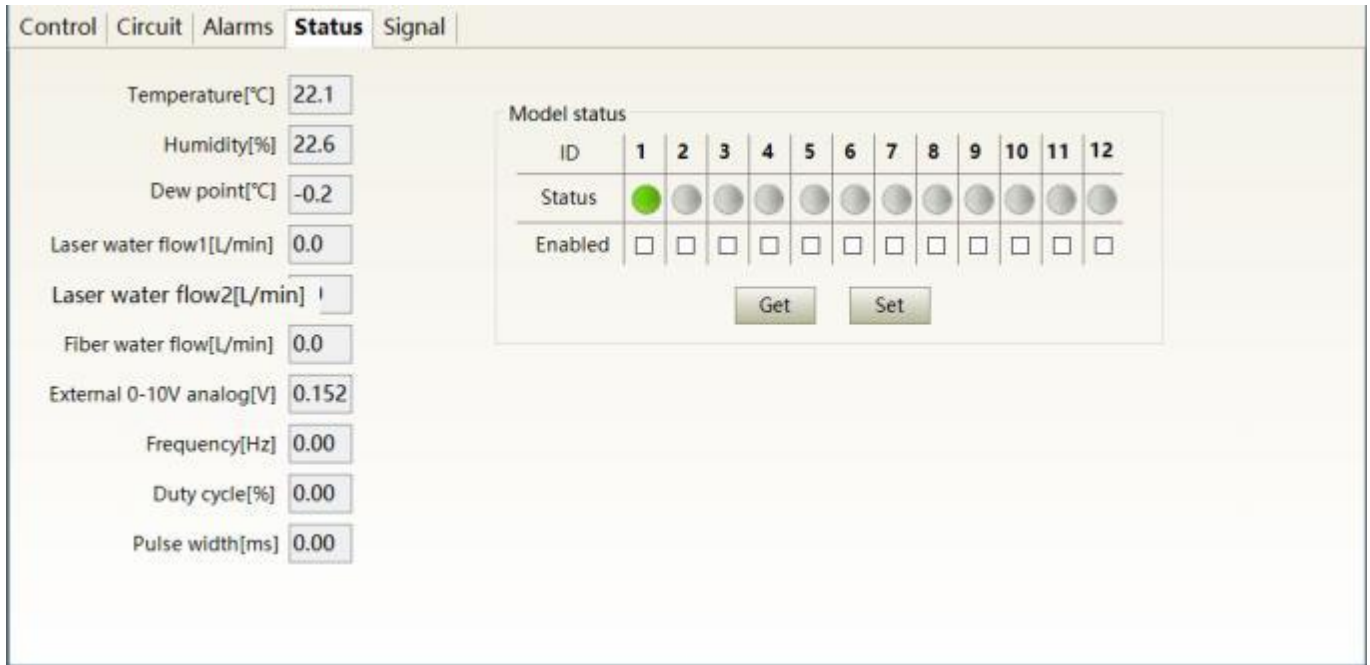 Control Circuit Alarms Status Signal
Temperature[℃] 22.1
Humidity[%] 22.6
Dew point[℃] -0.2
Laser water flow1[L/min] 0.0
Laser water flow2[L/min]
Fiber water flow[L/min] 0.0
External 0-10V analog[V] 0.152
Frequency[Hz] 0.00
Duty cycle[%] 0.00
Pulse width[ms] 0.00
Model status
ID 1 2 3 4 5 6 7 8 9 10 11 12
Status
Enabled
Get Set